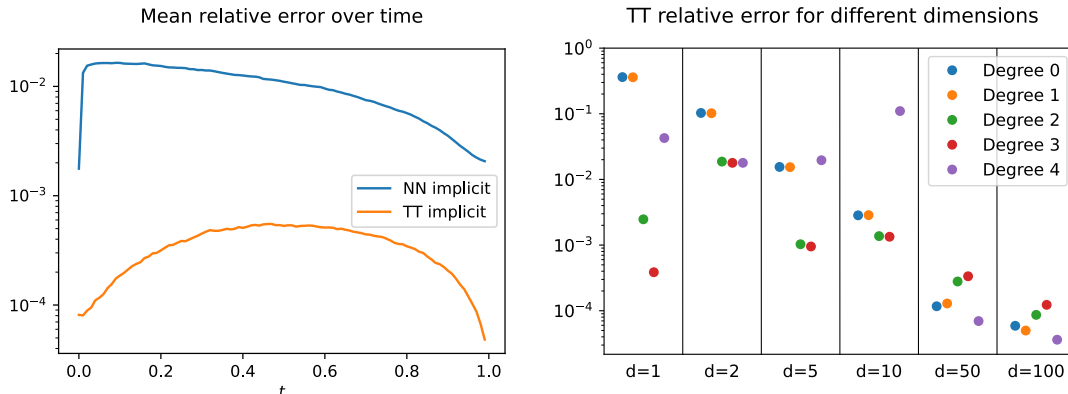 Mean relative error over time
10⁻²
10⁻³
10⁻⁴
NN implicit
TT implicit
0.0 0.2 0.4 0.6 0.8 1.0
t
TT relative error for different dimensions
10⁰
10⁻¹
10⁻²
10⁻³
10⁻⁴
Degree 0
Degree 1
Degree 2
Degree 3
Degree 4
d=1 d=2 d=5 d=10 d=50 d=100